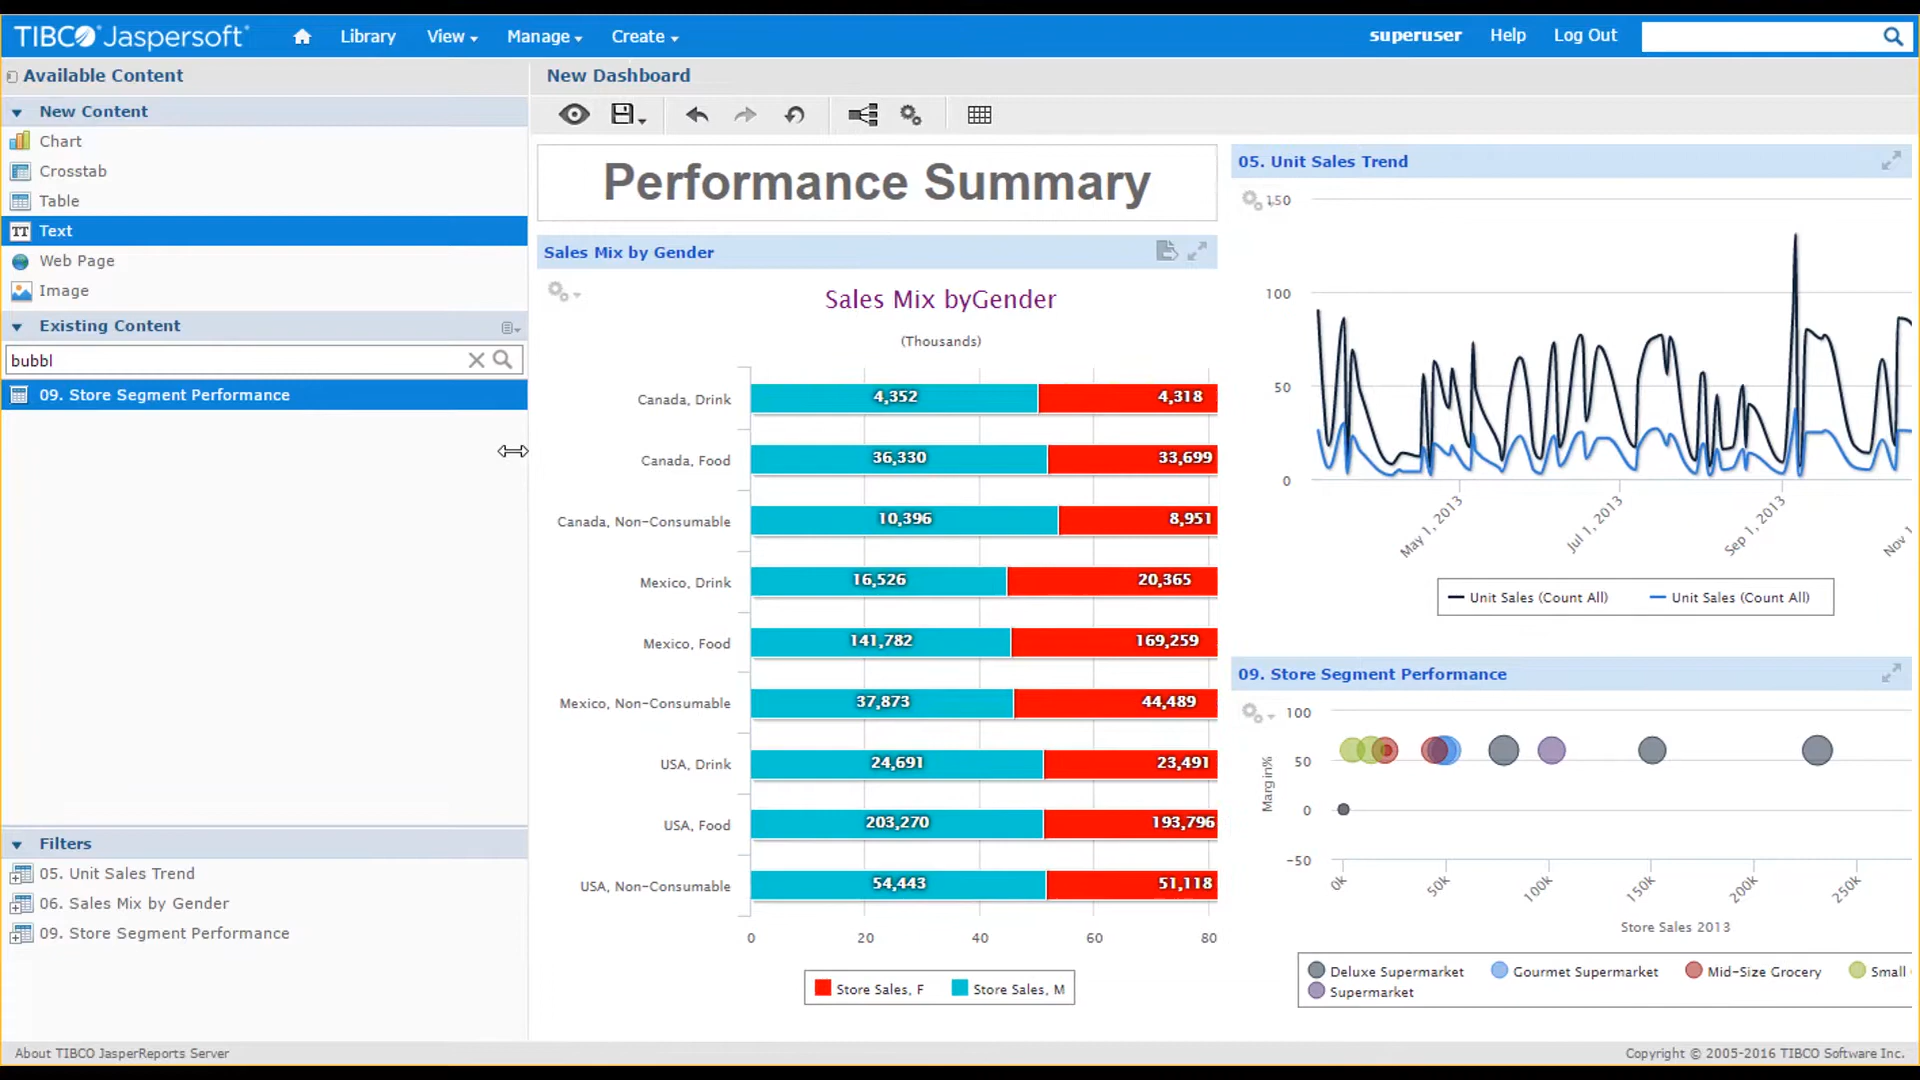 TIBCO Jaspersoft
Library
View
Manage
Create
superuser
Help
Log Out
Available Content
New Content
Chart
Crosstab
Table
TT Text
Web Page
Image
Existing Content
bubbl
09. Store Segment Performance
Filters
05. Unit Sales Trend
06. Sales Mix by Gender
09. Store Segment Performance
New Dashboard
Performance Summary
Sales Mix by Gender
Sales Mix byGender
(Thousands)
Canada, Drink 4,352 4,318
Canada, Food 36,330 33,699
Canada, Non-Consumable 10,396 8,951
Mexico, Drink 16,526 20,365
Mexico, Food 141,782 169,259
Mexico, Non-Consumable 37,873 44,489
USA, Drink 24,691 23,491
USA, Food 203,270 193,796
USA, Non-Consumable 54,443 51,118
0 20 40 60 80
Store Sales, F Store Sales, M
05. Unit Sales Trend
150
100
50
0
May 1, 2013 Jul 1, 2013 Sep 1, 2013 Nov 1
Unit Sales (Count All) Unit Sales (Count All)
09. Store Segment Performance
100
50
0
-50
Margin%
0k 50k 100k 150k 200k 250k
Store Sales 2013
Deluxe Supermarket Gourmet Supermarket Mid-Size Grocery Small
Supermarket
About TIBCO JasperReports Server
Copyright © 2005-2016 TIBCO Software Inc.